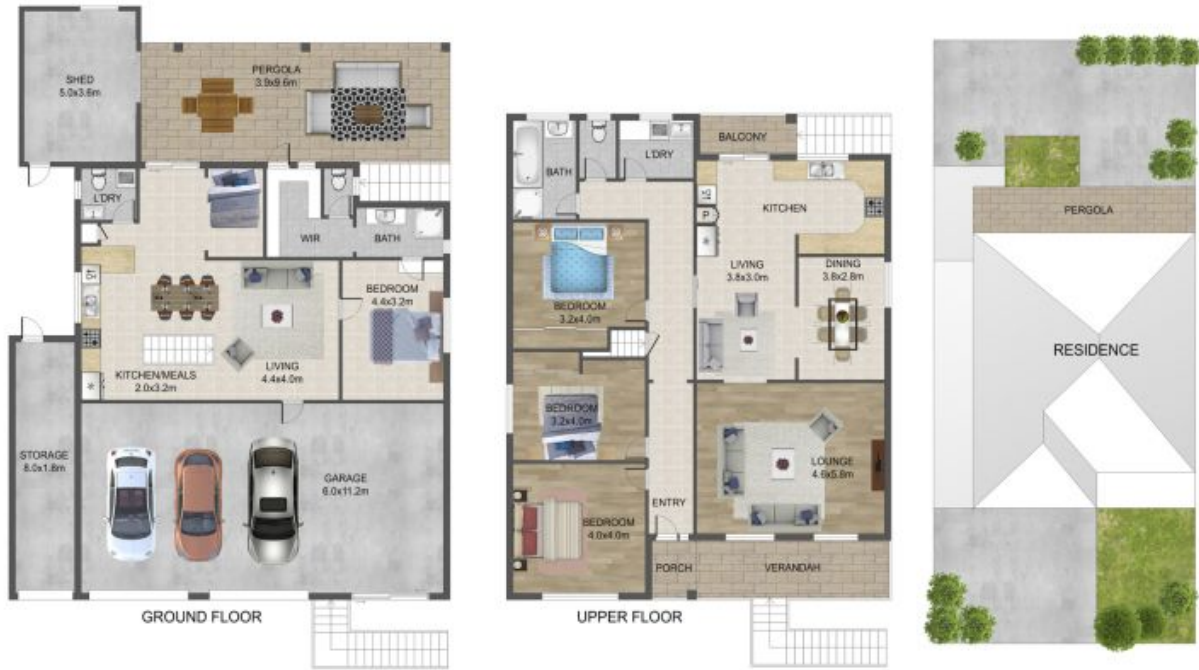 SHED
5.0x3.6m
PERGOLA
3.9x9.6m
L'DRY
WIR
BATH
BEDROOM
4.4x3.2m
KITCHEN/MEALS
2.0x3.2m
LIVING
4.4x4.0m
STORAGE
8.0x1.8m
GARAGE
6.0x11.2m
GROUND FLOOR
BATH
L'DRY
BALCONY
KITCHEN
P
LIVING
3.8x3.0m
DINING
3.8x2.8m
BEDROOM
3.2x4.0m
BEDROOM
3.2x4.0m
BEDROOM
4.0x4.0m
LOUNGE
4.6x5.8m
ENTRY
PORCH
VERANDAH
UPPER FLOOR
PERGOLA
RESIDENCE